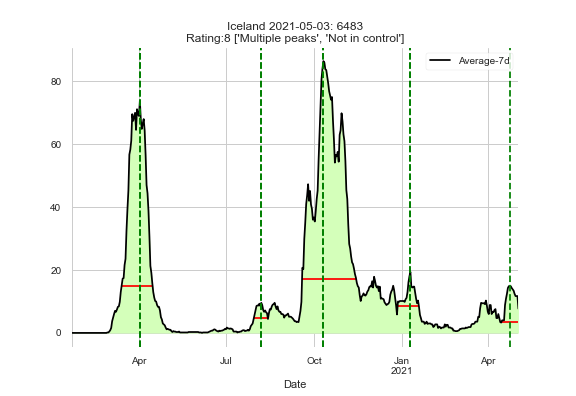 Iceland 2021-05-03: 6483
Rating:8 ['Multiple peaks', 'Not in control']
Average-7d
80
60
40
20
0
Apr
Jul
Oct
Jan
2021
Apr
Date